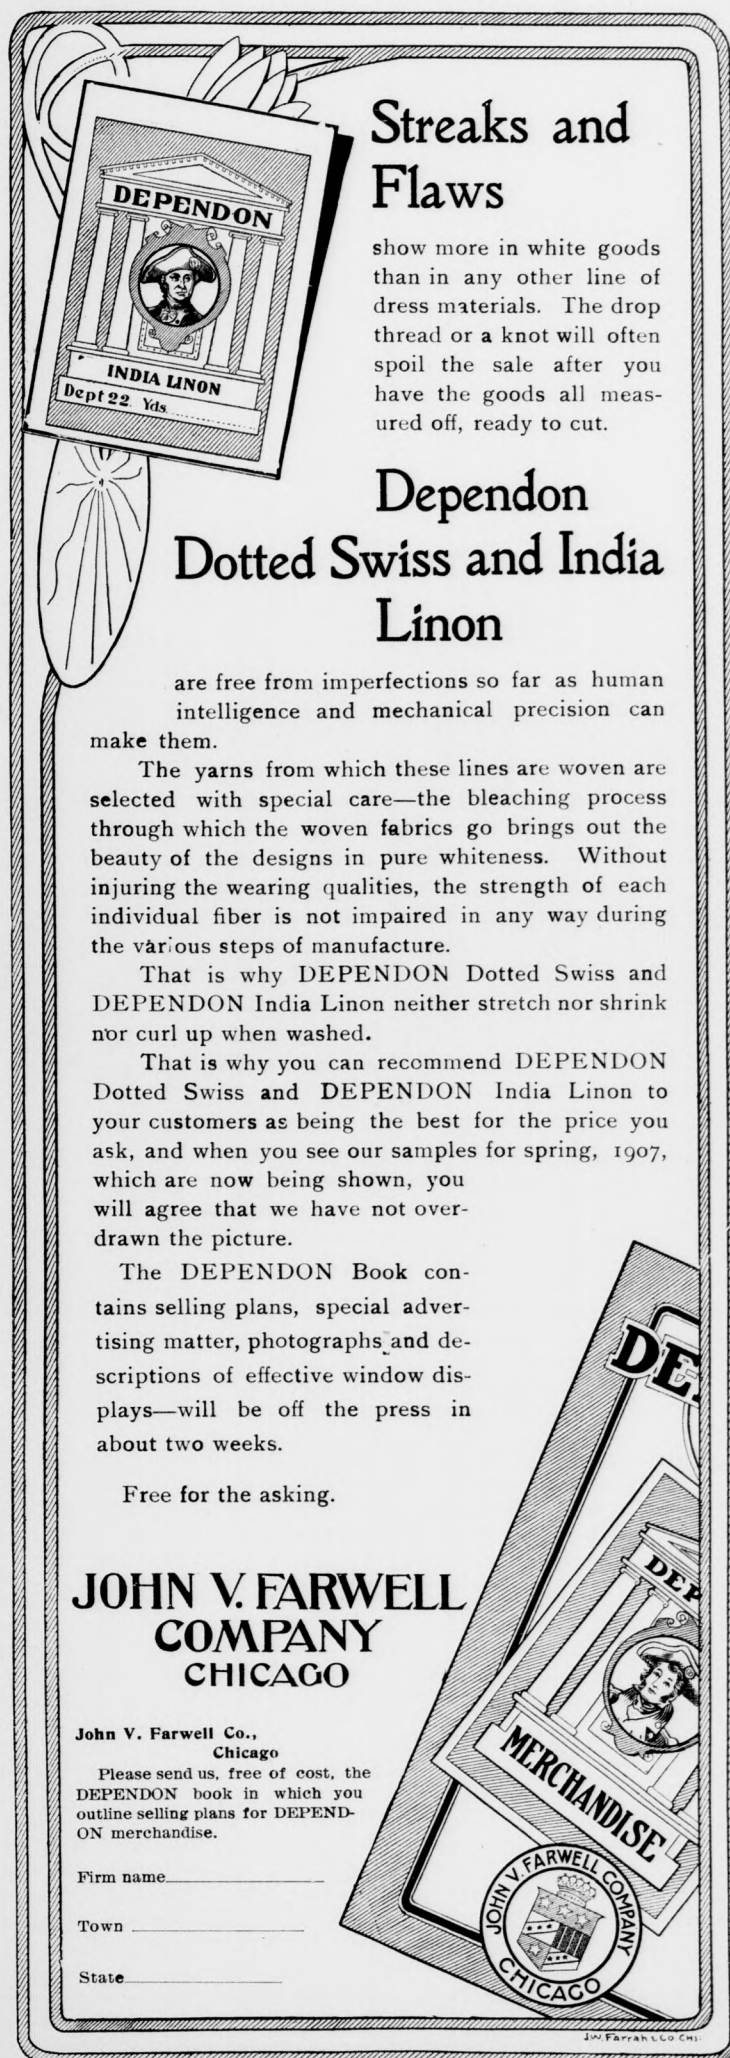 DEPENDON
INDIA LINON
Dept 22. Yds.
Streaks and
Flaws
show more in white goods
than in any other line of
dress materials. The drop
thread or a knot will often
spoil the sale after you
have the goods all meas-
ured off, ready to cut.
Dependon
Dotted Swiss and India
Linon
are free from imperfections so far as human
intelligence and mechanical precision can
make them.
The yarns from which these lines are woven are
selected with special care—the bleaching process
through which the woven fabrics go brings out the
beauty of the designs in pure whiteness. Without
injuring the wearing qualities, the strength of each
individual fiber is not impaired in any way during
the various steps of manufacture.
That is why DEPENDON Dotted Swiss and
DEPENDON India Linon neither stretch nor shrink
nor curl up when washed.
That is why you can recommend DEPENDON
Dotted Swiss and DEPENDON India Linon to
your customers as being the best for the price you
ask, and when you see our samples for spring, 1907,
which are now being shown, you
will agree that we have not over-
drawn the picture.
The DEPENDON Book con-
tains selling plans, special adver-
tising matter, photographs and de-
scriptions of effective window dis-
plays—will be off the press in
about two weeks.
Free for the asking.
JOHN V. FARWELL
COMPANY
CHICAGO
John V. Farwell Co.,
Chicago
Please send us, free of cost, the
DEPENDON book in which you
outline selling plans for DEPEND-
ON merchandise.
Firm name
Town
State
DE
DEP
MERCHANDISE
JOHN V. FARWELL COMPANY
CHICAGO
J.W. Farrah & Co CHI.